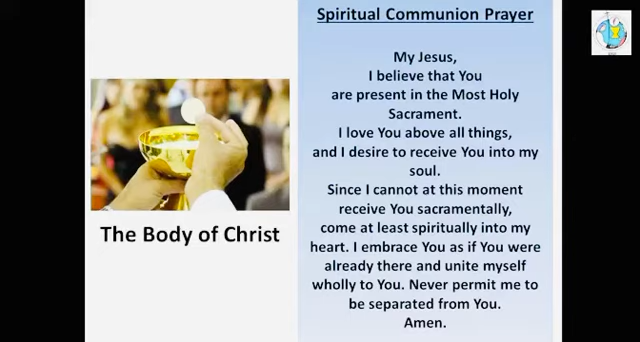 Spiritual Communion Prayer
My Jesus,
I believe that You
are present in the Most Holy
Sacrament.
I love You above all things,
and I desire to receive You into my
soul.
Since I cannot at this moment
receive You sacramentally,
come at least spiritually into my
heart. I embrace You as if You were
already there and unite myself
wholly to You. Never permit me to
be separated from You.
Amen.
The Body of Christ